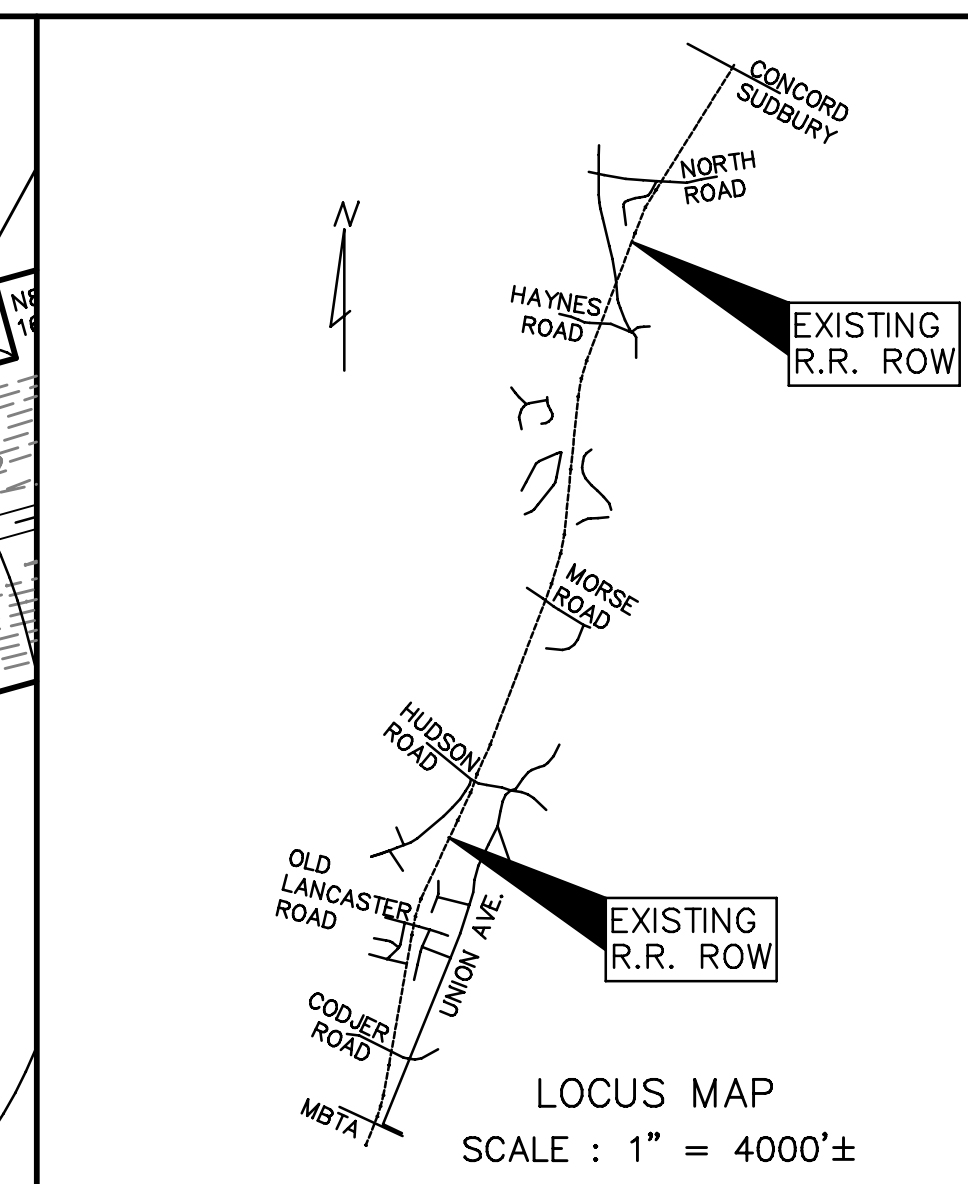 CONCORD
SUDBURY
NORTH
ROAD
N
HAYNES
ROAD
EXISTING
R.R. ROW
MORSE
ROAD
HUDSON
ROAD
OLD
LANCASTER
ROAD
UNION AVE.
EXISTING
R.R. ROW
CODJER
ROAD
MBTA
LOCUS MAP
SCALE : 1" = 4000'±